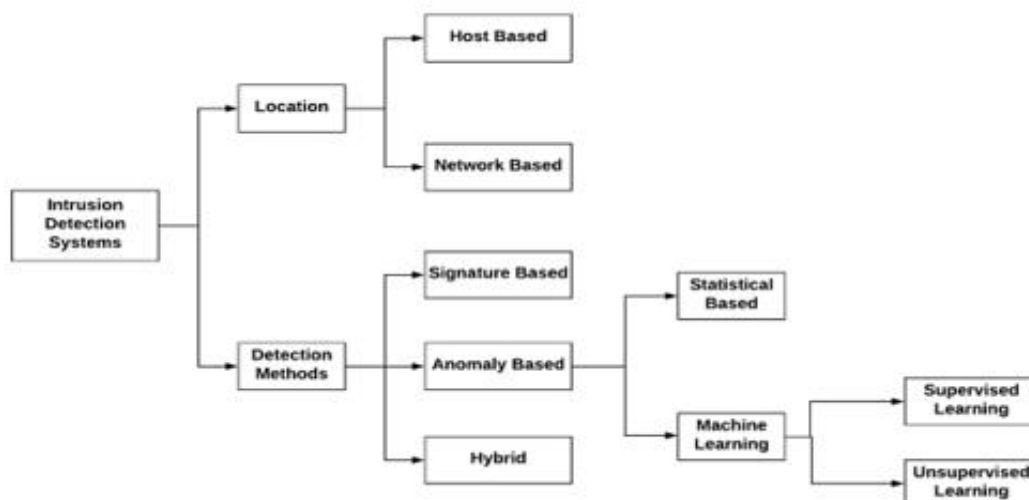 Host Based
Location
Network Based
Intrusion
Detection
Systems
Signature Based
Statistical
Based
Detection
Methods
Anomaly Based
Supervised
Learning
Machine
Learning
Hybrid
Unsupervised
Learning